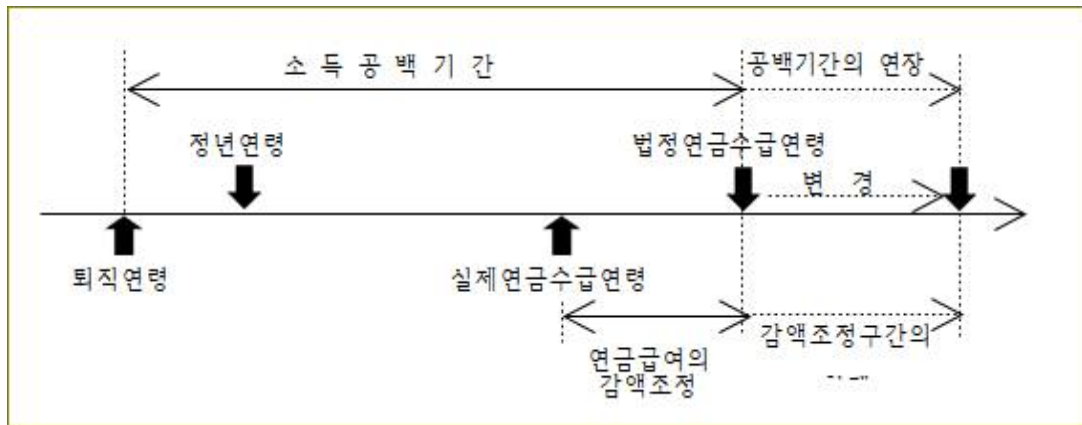 소 득 공 백 기 간
공백기간의 연장
정년연령
법정연금수급연령
변 경
퇴직연령
실제연금수급연령
연금급여의
감액조정
감액조정구간의